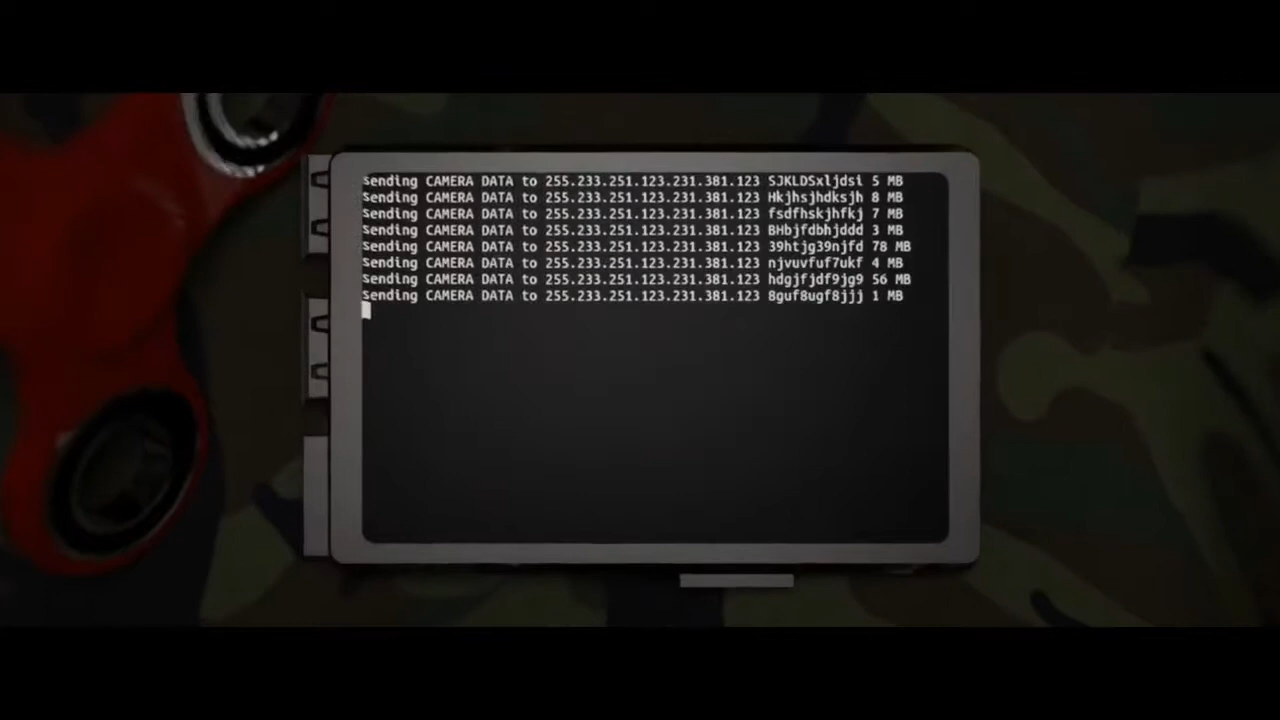 Sending CAMERA DATA to 255.233.251.123.231.381.123 SJKLDSxljdsi 5 MB
Sending CAMERA DATA to 255.233.251.123.231.381.123 Hkjhsjhdksjh 8 MB
Sending CAMERA DATA to 255.233.251.123.231.381.123 fsdfhskjhfkj 7 MB
Sending CAMERA DATA to 255.233.251.123.231.381.123 BHbjfdbhjddd 3 MB
Sending CAMERA DATA to 255.233.251.123.231.381.123 39htjg39njfd 78 MB
Sending CAMERA DATA to 255.233.251.123.231.381.123 njvuvfuf7ukf 4 MB
Sending CAMERA DATA to 255.233.251.123.231.381.123 hdgjfjdf9jg9 56 MB
Sending CAMERA DATA to 255.233.251.123.231.381.123 8guf8ugf8jjj 1 MB